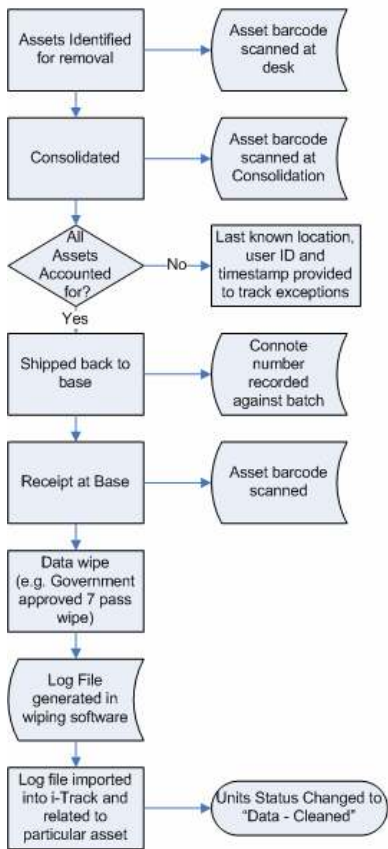 Assets Identified
for removal
Asset barcode
scanned at
desk
Consolidated
Asset barcode
scanned at
Consolidation
All
Assets
Accounted
for?
No
Last known location,
user ID and
timestamp provided
to track exceptions
Yes
Shipped back to
base
Connote
number
recorded
against batch
Receipt at Base
Asset barcode
scanned
Data wipe
(e.g. Government
approved 7 pass
wipe)
Log File
generated in
wiping software
Log file imported
into i-Track and
related to
particular asset
Units Status Changed to
“Data - Cleaned”